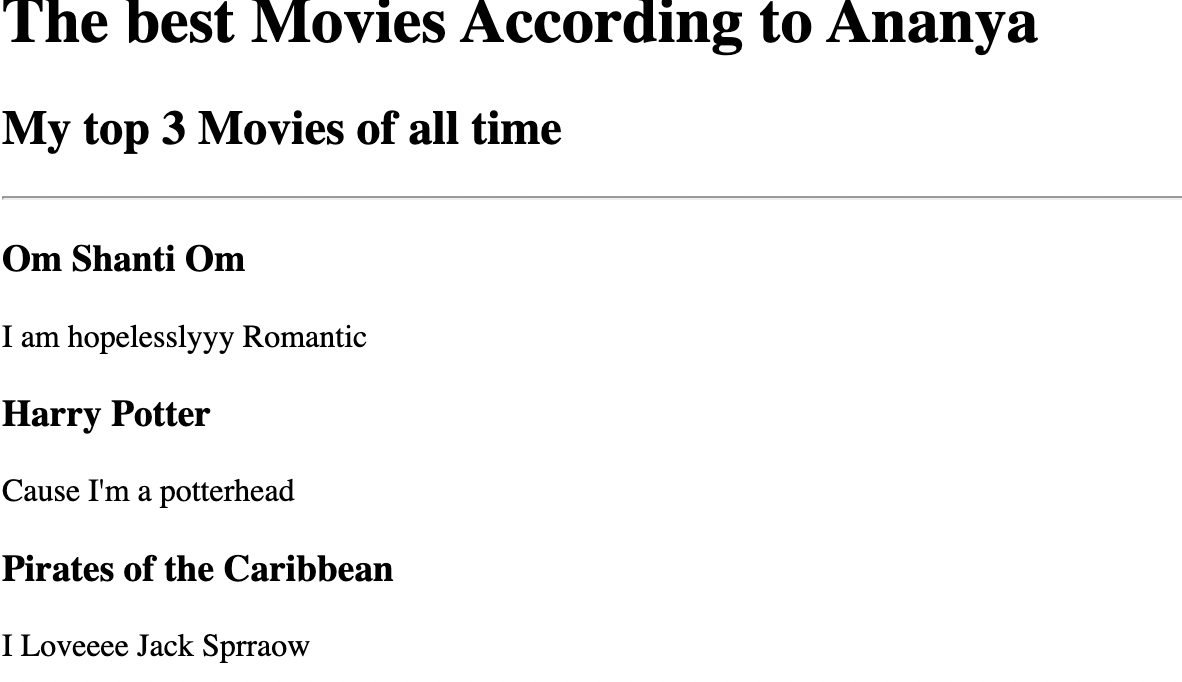 The best Movies According to Ananya
My top 3 Movies of all time
Om Shanti Om
I am hopelesslyyy Romantic
Harry Potter
Cause I'm a potterhead
Pirates of the Caribbean
I Loveeee Jack Sprraow